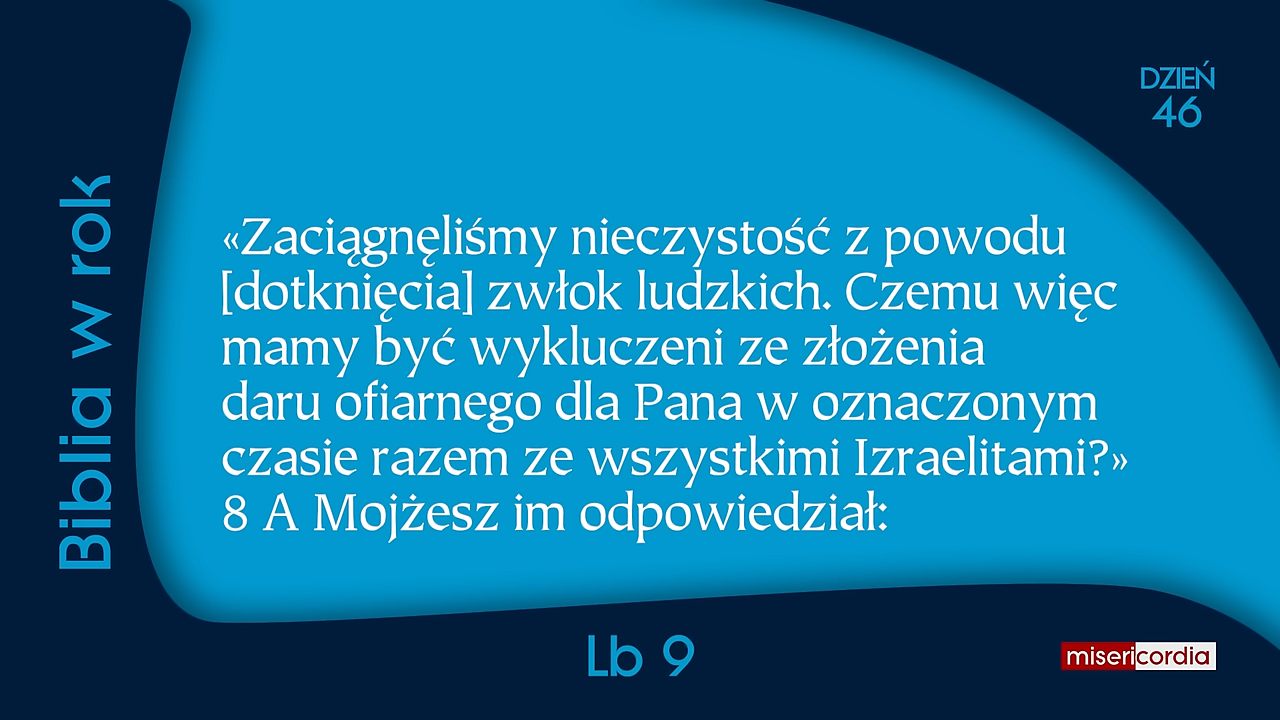 DZIEŃ
46
Biblia w rok
«Zaciągnęliśmy nieczystość z powodu
[dotknięcia] zwłok ludzkich. Czemu więc
mamy być wykluczeni ze złożenia
daru ofiarnego dla Pana w oznaczonym
czasie razem ze wszystkimi Izraelitami?»
8 A Mojżesz im odpowiedział:
Lb 9
misericordia